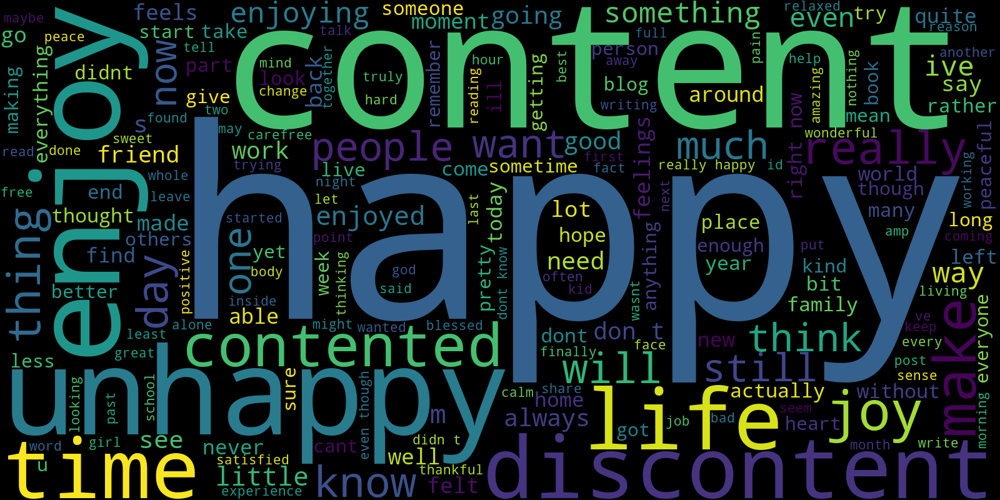 maybe
feels
enjoying
someone
something
relaxed
even
try
quite
go
peace
start
take
talk
moment
going
full
reason
tell
content
person
pain
another
enjoy
now
part
mind
back
together
remember
hour
away
best
help
ive
making
everything
didnt
look
truly
reading
ill
getting
blog
around
amazing
nothing
book
say
give
change
hard
writing
rather
two
s
found
may
carefree
mean
wonderful
right now
peaceful
sweet
friend
work
people
want
good
much
really
read
done
trying
live
come
sometime
first
fact
feelings
really happy
id
world
working
free
whole
end
leave
night
happy
though
thing
thought
made
started
let
enjoyed
last
today
lot
next
place
many
long
others
find
one
point
hope
enough
amp
coming
day
positive
yet
body
week
thinking
god
said
pretty
dont know
need
often
kid
anything
year
put
kind
left
way
better
inside
able
wasnt
bit
family
living
alone
might
wanted
blessed
dont
don t
ve
keep
least
great
contented
finally
face
new
think
every
everyone
less
unhappy
will
still
post
sense
make
looking
past
school
sure
even though
calm
share
home
life
actually
without
m
always
seem
joy
morning
got
job
bad
heart
word
girl
see
never
cant
didn t
month
write
time
u
satisfied
well
discontent
little
thankful
experience
know
felt